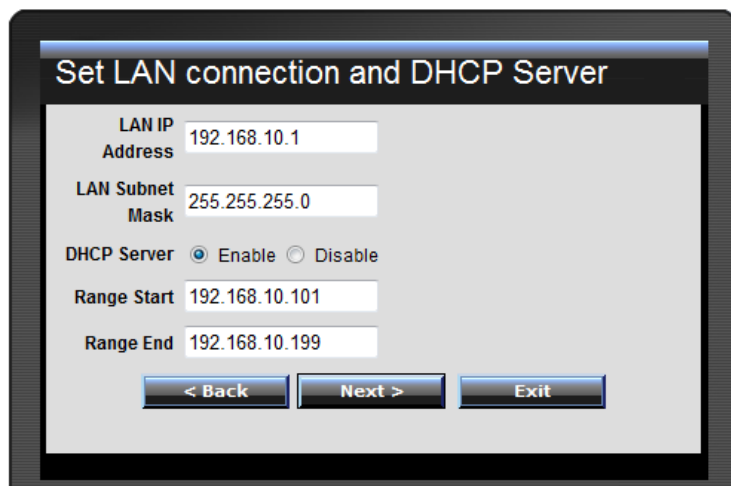 Set LAN connection and DHCP Server
LAN IP
Address 192.168.10.1
LAN Subnet
Mask 255.255.255.0
DHCP Server Enable Disable
Range Start 192.168.10.101
Range End 192.168.10.199
< Back Next > Exit